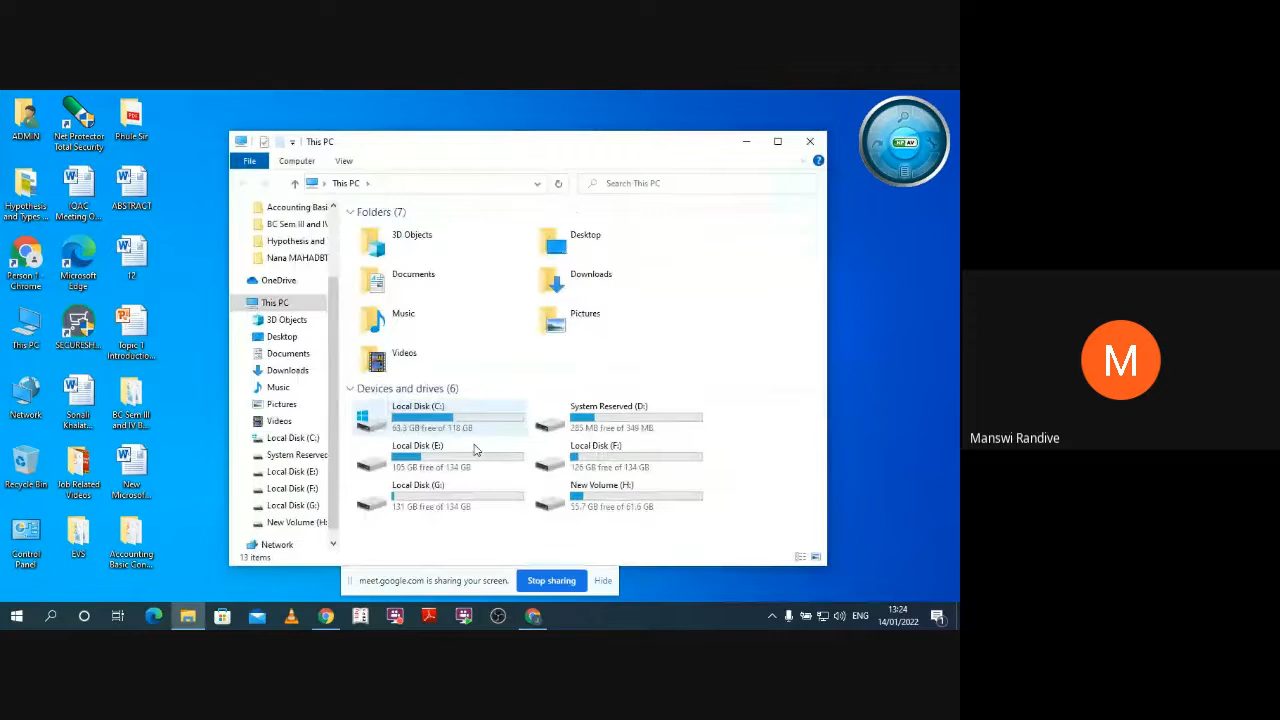 ADMIN
Net Protector
Total Security
Phule Sir
Hypothesis
and Types ...
IQAC
Meeting O...
ABSTRACT
Person 1 -
Chrome
Microsoft
Edge
12
This PC
SECURESH...
Topic 1
Introductio...
Network
Sonali
Khalat...
BC Sem III
and IV B...
Recycle Bin
Job Related
Videos
New
Microsof...
Control
Panel
EVS
Accounting
Basic Con...
This PC
File
Computer
View
This PC
Search This PC
Accounting Basi
BC Sem III and IV
Hypothesis and
Nana MAHADBT
OneDrive
This PC
3D Objects
Desktop
Documents
Downloads
Music
Pictures
Videos
Local Disk (C:)
System Reserved
Local Disk (E:)
Local Disk (F:)
Local Disk (G:)
New Volume (H:
Network
Folders (7)
3D Objects
Desktop
Documents
Downloads
Music
Pictures
Videos
Devices and drives (6)
Local Disk (C:)
63.8 GB free of 118 GB
System Reserved (D:)
285 MB free of 349 MB
Local Disk (E:)
105 GB free of 134 GB
Local Disk (F:)
126 GB free of 134 GB
Local Disk (G:)
131 GB free of 134 GB
New Volume (H:)
55.7 GB free of 61.6 GB
13 items
meet.google.com is sharing your screen.
Stop sharing
Hide
ENG
13:24
14/01/2022
M
Manswi Randive